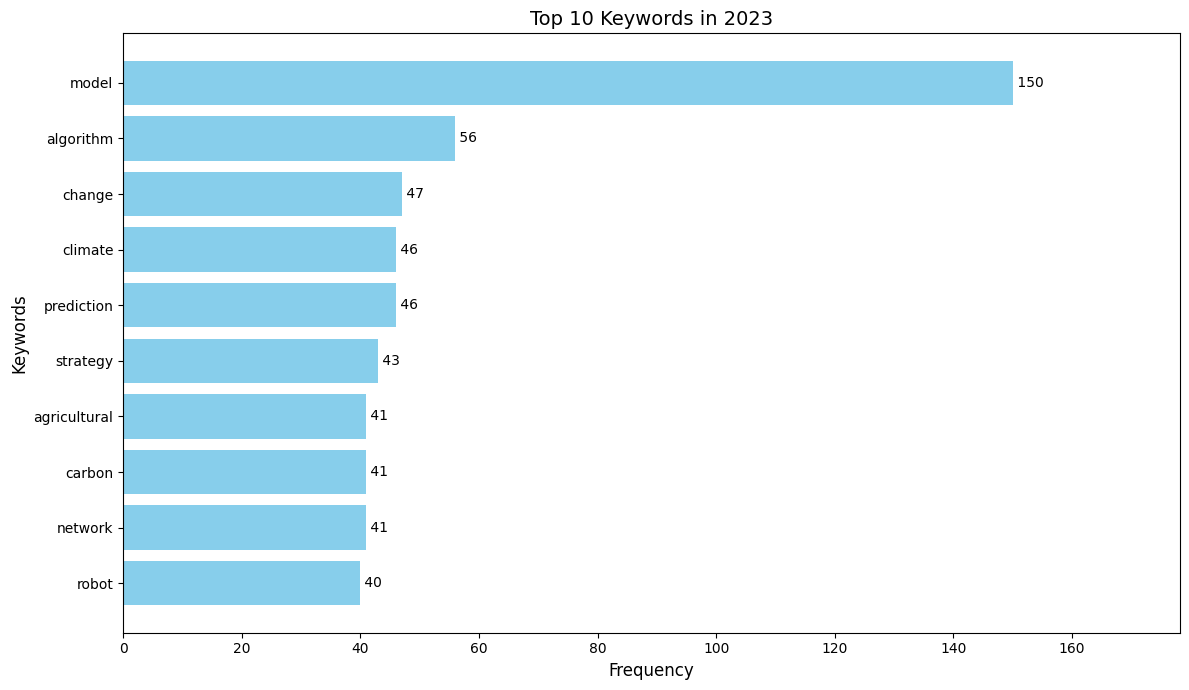 Top 10 Keywords in 2023
model 150
algorithm 56
change 47
climate 46
prediction 46
strategy 43
agricultural 41
carbon 41
network 41
robot 40
Keywords
0 20 40 60 80 100 120 140 160
Frequency